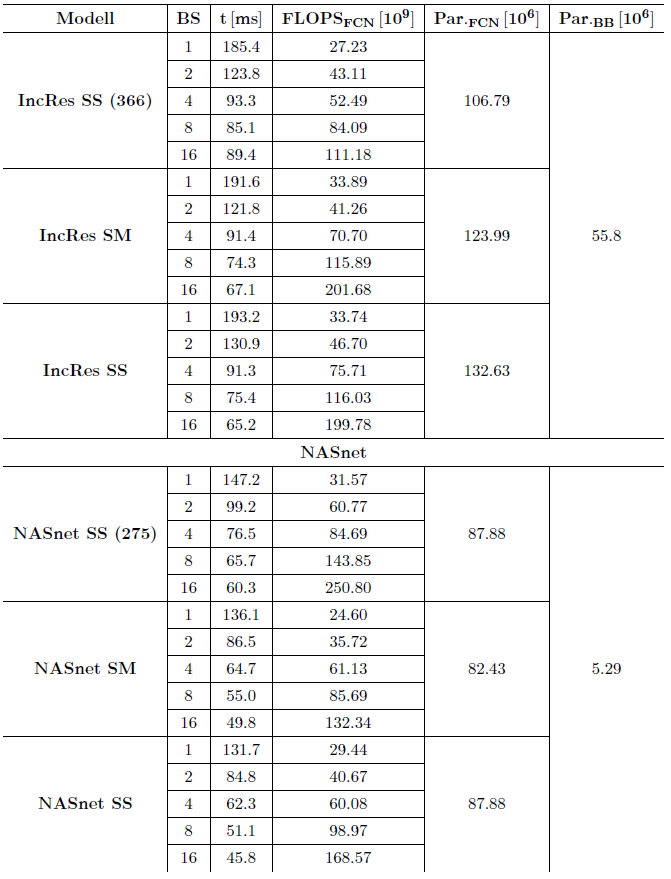 Modell BS t [ms] FLOPS_FCN [10^9] Par._FCN [10^6] Par._BB [10^6]
1 185.4 27.23
2 123.8 43.11
IncRes SS (366) 4 93.3 52.49 106.79
8 85.1 84.09
16 89.4 111.18
1 191.6 33.89
2 121.8 41.26
IncRes SM 4 91.4 70.70 123.99 55.8
8 74.3 115.89
16 67.1 201.68
1 193.2 33.74
2 130.9 46.70
IncRes SS 4 91.3 75.71 132.63
8 75.4 116.03
16 65.2 199.78
NASnet
1 147.2 31.57
2 99.2 60.77
NASnet SS (275) 4 76.5 84.69 87.88
8 65.7 143.85
16 60.3 250.80
1 136.1 24.60
2 86.5 35.72
NASnet SM 4 64.7 61.13 82.43 5.29
8 55.0 85.69
16 49.8 132.34
1 131.7 29.44
2 84.8 40.67
NASnet SS 4 62.3 60.08 87.88
8 51.1 98.97
16 45.8 168.57